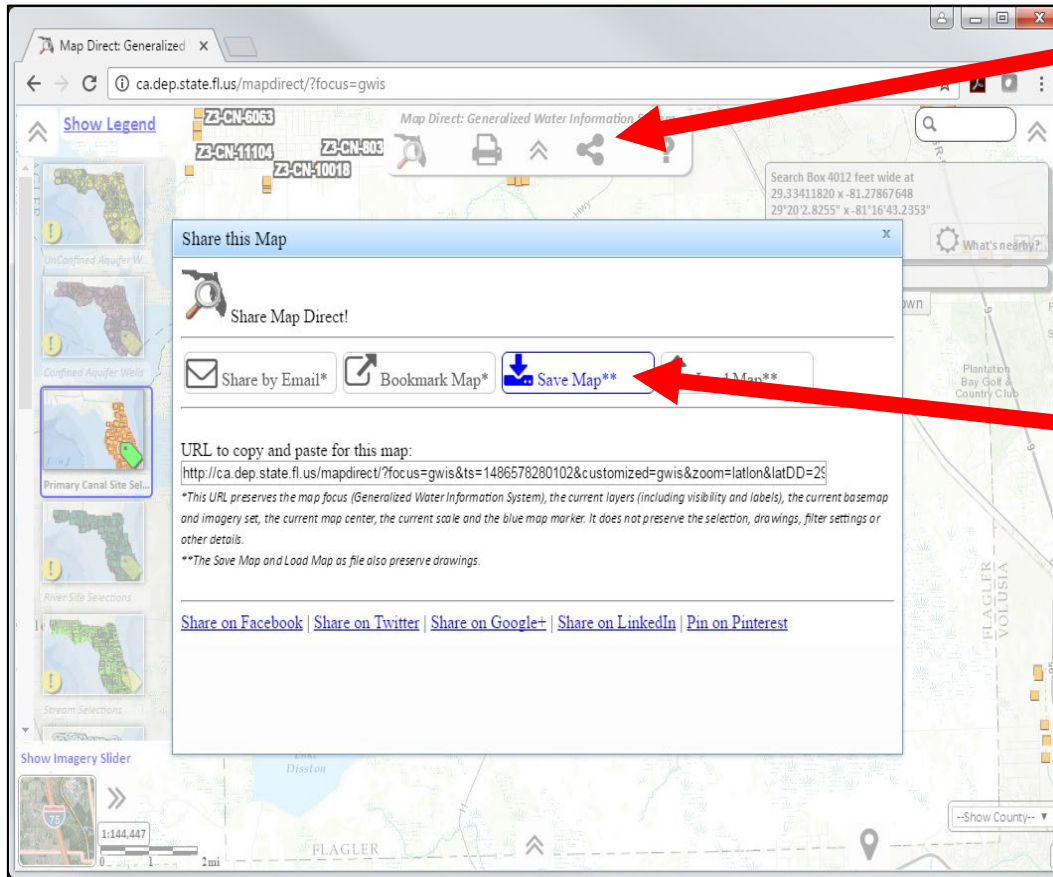 Map Direct: Generalized
ca.dep.state.fl.us/mapdirect/?focus=gwis
Show Legend
Z3-CN-6063
Z3-CN-11104
Z3-CN-803
Z3-CN-10018
Map Direct: Generalized Water Information System
?
Search Box 4012 feet wide at
29.33411820 x -81.27867648
29°20'2.8255" x -81°16'43.2353"
What's nearby?
UnConfined Aquifer W...
Confined Aquifer Wells
Primary Canal Site Sel...
River Site Selections
Stream Selections
Share this Map
x
Share Map Direct!
Share by Email*
Bookmark Map*
Save Map**
Map**
URL to copy and paste for this map:
http://ca.dep.state.fl.us/mapdirect/?focus=gwis&ts=1486578280102&customized=gwis&zoom=latlon&latDD=29
*This URL preserves the map focus (Generalized Water Information System), the current layers (including visibility and labels), the current basemap
and imagery set, the current map center, the current scale and the blue map marker. It does not preserve the selection, drawings, filter settings or
other details.
**The Save Map and Load Map as file also preserve drawings.
Share on Facebook | Share on Twitter | Share on Google+ | Share on LinkedIn | Pin on Pinterest
Plantation
Bay Golf &
Country Club
FLAGLER
VOLUSIA
Show Imagery Slider
Disston
75
1:144,447
0 1 2mi
FLAGLER
--Show County--